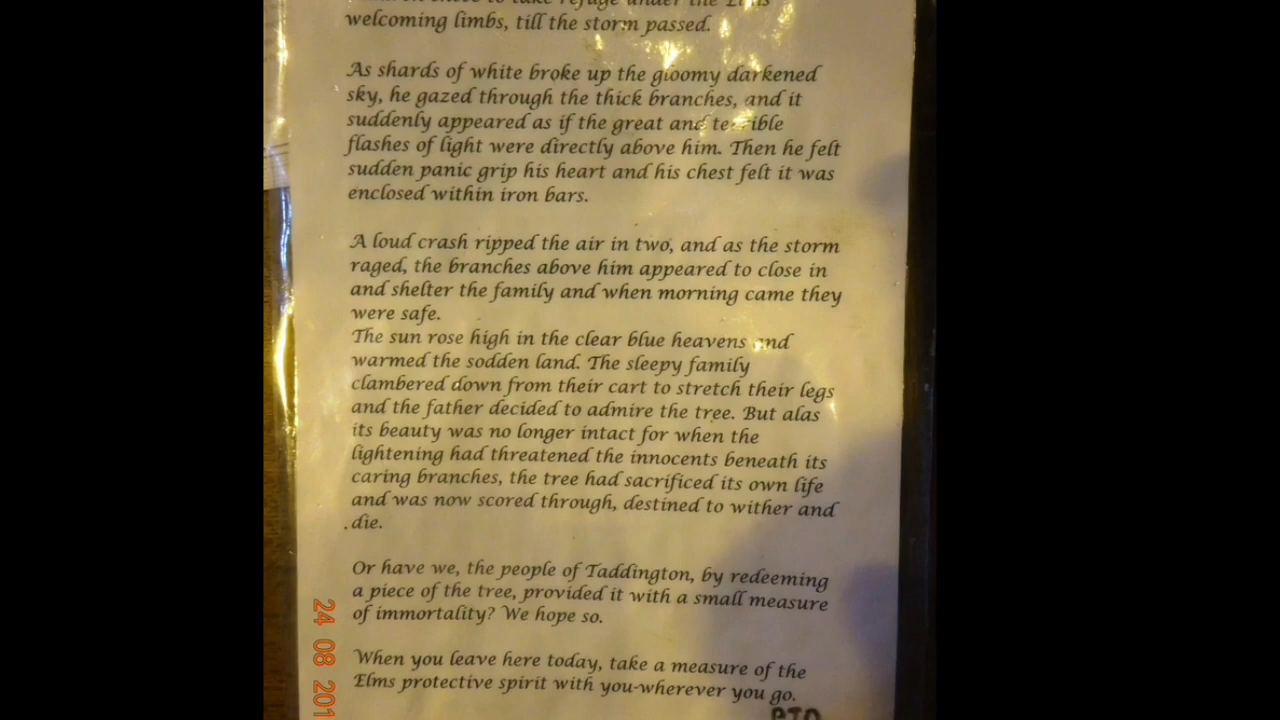 take refuge under the
welcoming limbs, till the storm passed.
As shards of white broke up the gloomy darkened
sky, he gazed through the thick branches, and it
suddenly appeared as if the great and terrible
flashes of light were directly above him. Then he felt
sudden panic grip his heart and his chest felt it was
enclosed within iron bars.
A loud crash ripped the air in two, and as the storm
raged, the branches above him appeared to close in
and shelter the family and when morning came they
were safe.
The sun rose high in the clear blue heavens and
warmed the sodden land. The sleepy family
clambered down from their cart to stretch their legs
and the father decided to admire the tree. But alas
its beauty was no longer intact for when the
lightening had threatened the innocents beneath its
caring branches, the tree had sacrificed its own life
and was now scored through, destined to wither and
.die.
Or have we, the people of Taddington, by redeeming
a piece of the tree, provided it with a small measure
of immortality? We hope so.
When you leave here today, take a measure of the
Elms protective spirit with you-wherever you go.
PTO
24 08 201